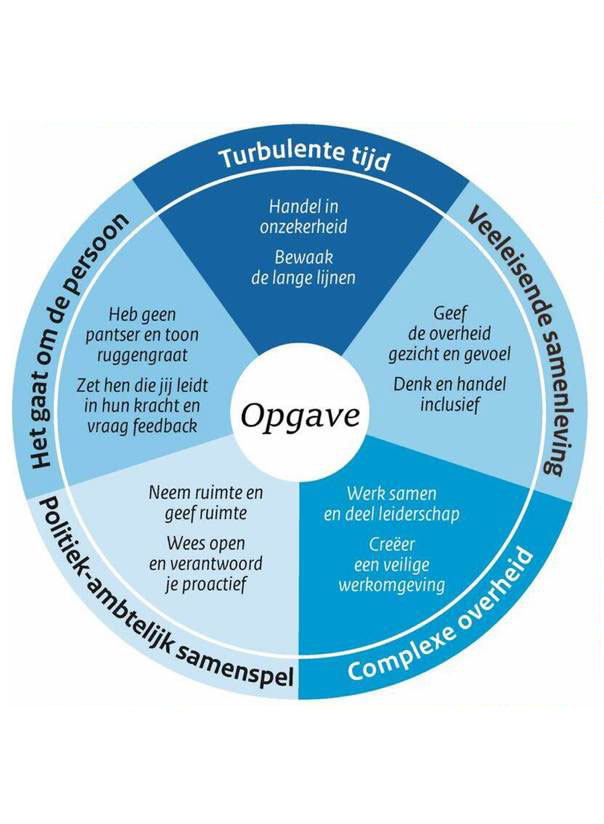 Turbulente tijd
Handel in
onzekerheid
Bewaak
de lange lijnen
Veeleisende samenleving
Geef
de overheid
gezicht en gevoel
Denk en handel
inclusief
Complexe overheid
Werk samen
en deel leiderschap
Creëer
een veilige
werkomgeving
Politiek-ambtelijk samenspel
Neem ruimte en
geef ruimte
Wees open
en verantwoord
je proactief
Het gaat om de persoon
Heb geen
pantser en toon
ruggengraat
Zet hen die jij leidt
in hun kracht en
vraag feedback
Opgave